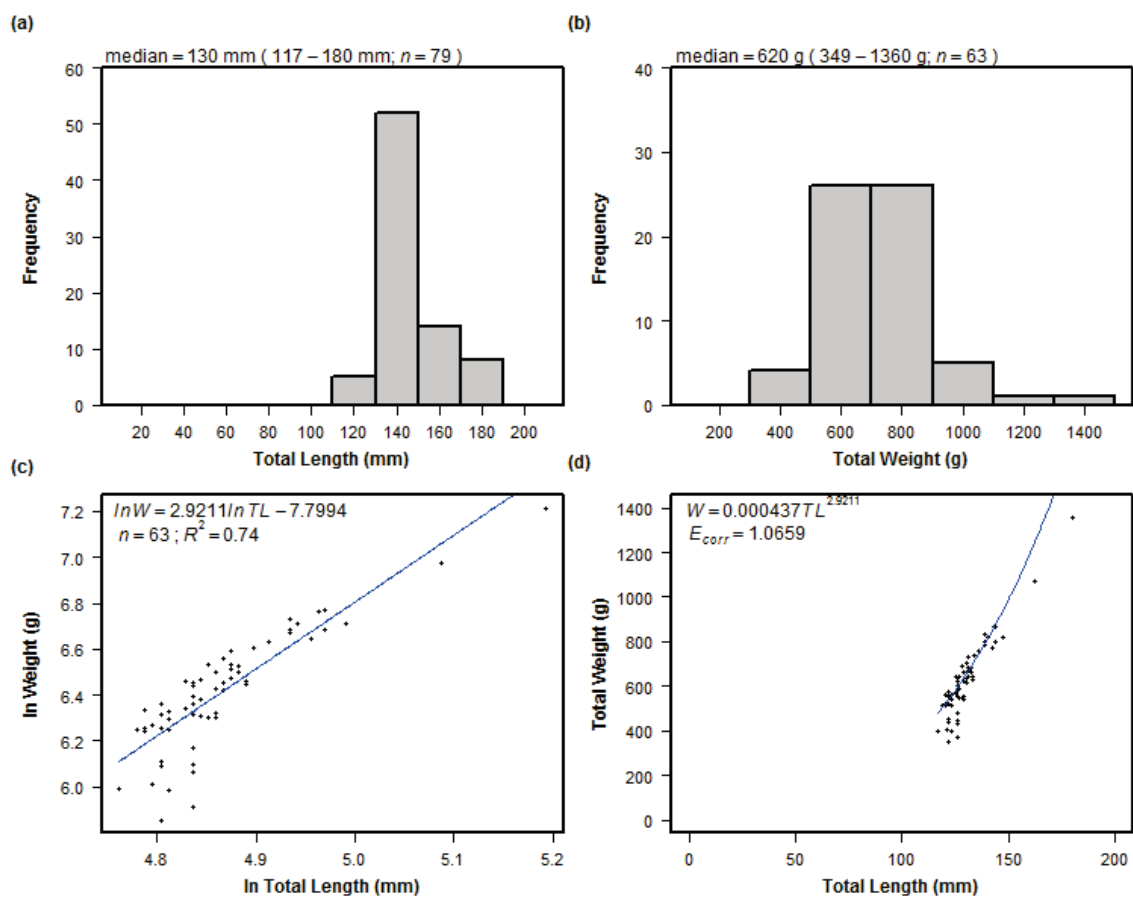 (a)
median = 130 mm ( 117 – 180 mm; n = 79 )
60
50
40
30
20
10
0
Frequency
20 40 60 80 100 120 140 160 180 200
Total Length (mm)
(b)
median = 620 g ( 349 – 1360 g; n = 63 )
40
30
20
10
0
Frequency
200 400 600 800 1000 1200 1400
Total Weight (g)
(c)
lnW = 2.9211lnTL – 7.7994
n = 63 ; R² = 0.74
7.2
7.0
6.8
6.6
6.4
6.2
6.0
ln Weight (g)
4.8 4.9 5.0 5.1 5.2
ln Total Length (mm)
(d)
W = 0.000437TL^2.9211
E_corr = 1.0659
1400
1200
1000
800
600
400
200
0
Total Weight (g)
0 50 100 150 200
Total Length (mm)